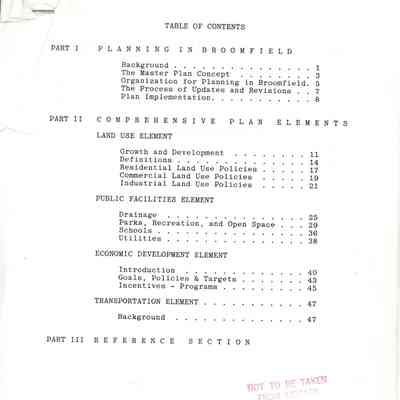 TABLE OF CONTENTS
PART I P L A N N I N G I N B R O O M F I E L D
Background . . . . . . . . . . . . . . . 1
The Master Plan Concept . . . . . . . . 3
Organization for Planning in Broomfield. 5
The Process of Updates and Revisions . . 7
Plan Implementation. . . . . . . . . . . 8
PART II C O M P R E H E N S I V E P L A N E L E M E N T S
LAND USE ELEMENT
Growth and Development . . . . . . . . 11
Definitions . . . . . . . . . . . . . . 14
Residential Land Use Policies . . . . . 17
Commercial Land Use Policies . . . . . 19
Industrial Land Use Policies . . . . . 21
PUBLIC FACILITIES ELEMENT
Drainage . . . . . . . . . . . . . . . 25
Parks, Recreation, and Open Space . . . 29
Schools . . . . . . . . . . . . . . . . 36
Utilities . . . . . . . . . . . . . . . 38
ECONOMIC DEVELOPMENT ELEMENT
Introduction . . . . . . . . . . . . . 40
Goals, Policies & Targets . . . . . . . 43
Incentives - Programs . . . . . . . . . 45
TRANSPORTATION ELEMENT . . . . . . . . . . 47
Background . . . . . . . . . . . . . . 47
PART III R E F E R E N C E S E C T I O N
NOT TO BE TAKEN
FROM LIBRARY